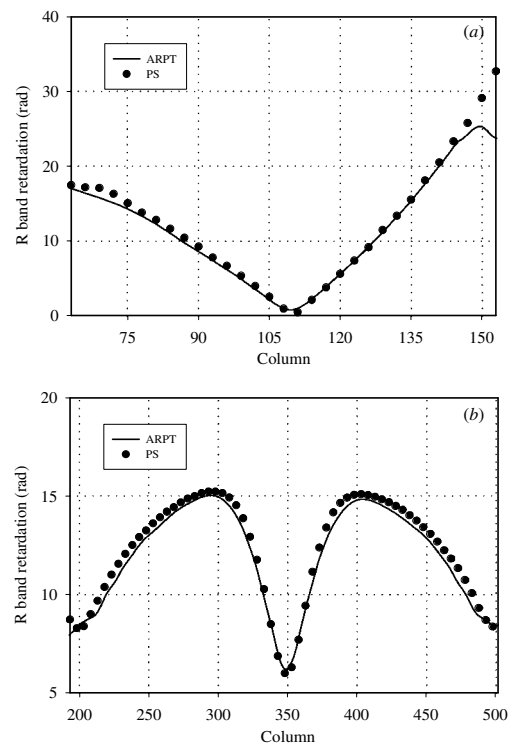 40
(a)
ARPT
PS
30
20
10
0
R band retardation (rad)
75 90 105 120 135 150
Column
20
(b)
ARPT
PS
15
10
5
R band retardation (rad)
200 250 300 350 400 450 500
Column